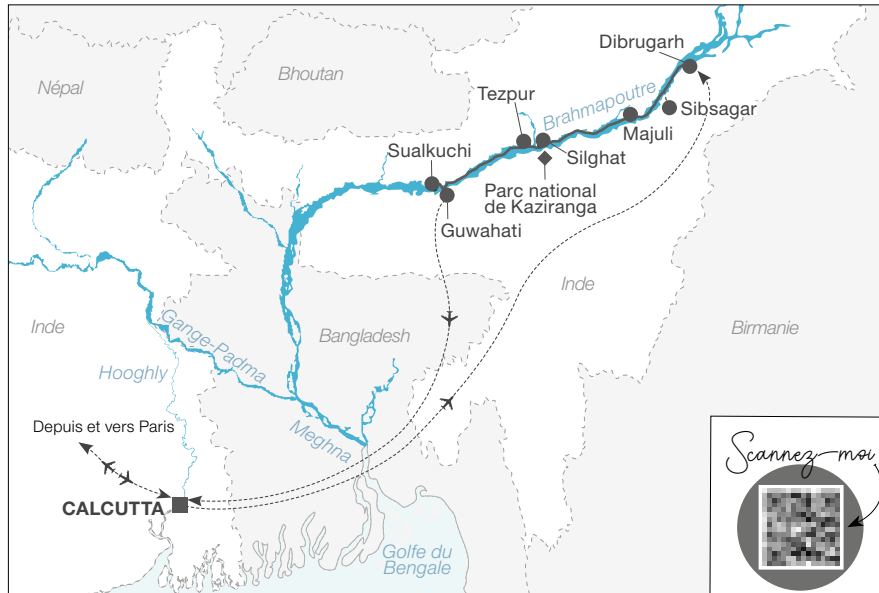 Dibrugarh
Népal
Bhoutan
Tezpur
Brahmapoutre
Sibsagar
Majuli
Sualkuchi
Silghat
Parc national
de Kaziranga
Guwahati
Inde
Inde
Bangladesh
Birmanie
Gange-Padma
Hooghly
Depuis et vers Paris
Meghna
Scannez-moi
CALCUTTA
Golfe du
Bengale